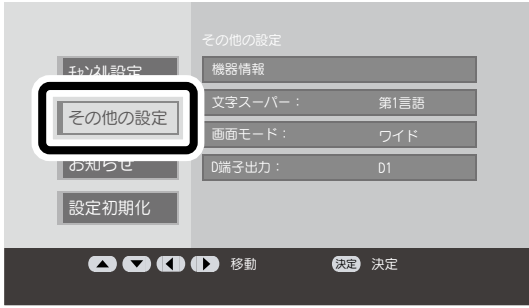 その他の設定
ﾁｬﾝﾈﾙ設定
その他の設定
お知らせ
設定初期化
機器情報
文字スーパー： 第1言語
画面モード： ワイド
D端子出力： D1
移動 決定 決定